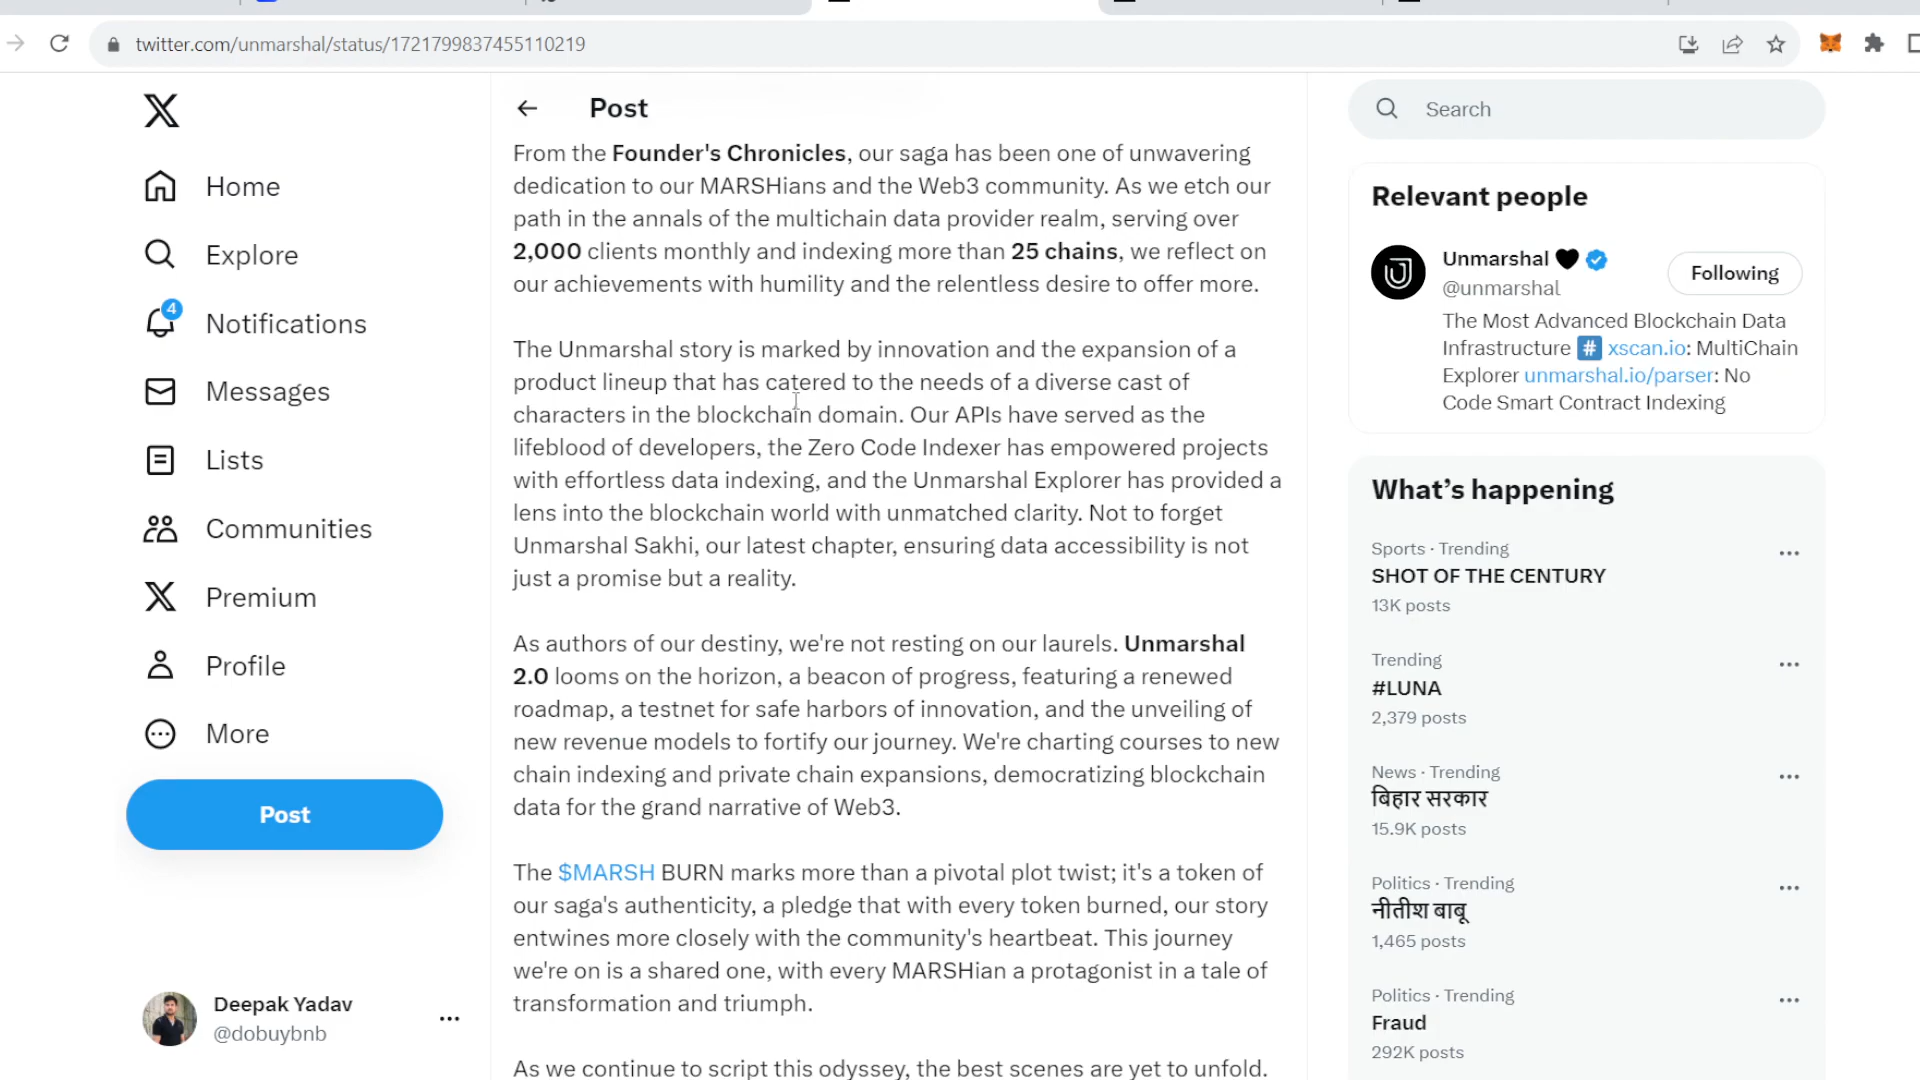 twitter.com/unmarshal/status/1721799837455110219
Post
Search
Home
Explore
4
Notifications
Messages
Lists
Communities
Premium
Profile
More
Post
Deepak Yadav
@dobuybnb
From the Founder's Chronicles, our saga has been one of unwavering
dedication to our MARSHians and the Web3 community. As we etch our
path in the annals of the multichain data provider realm, serving over
2,000 clients monthly and indexing more than 25 chains, we reflect on
our achievements with humility and the relentless desire to offer more.
The Unmarshal story is marked by innovation and the expansion of a
product lineup that has catered to the needs of a diverse cast of
characters in the blockchain domain. Our APIs have served as the
lifeblood of developers, the Zero Code Indexer has empowered projects
with effortless data indexing, and the Unmarshal Explorer has provided a
lens into the blockchain world with unmatched clarity. Not to forget
Unmarshal Sakhi, our latest chapter, ensuring data accessibility is not
just a promise but a reality.
As authors of our destiny, we're not resting on our laurels. Unmarshal
2.0 looms on the horizon, a beacon of progress, featuring a renewed
roadmap, a testnet for safe harbors of innovation, and the unveiling of
new revenue models to fortify our journey. We're charting courses to new
chain indexing and private chain expansions, democratizing blockchain
data for the grand narrative of Web3.
The $MARSH BURN marks more than a pivotal plot twist; it's a token of
our saga's authenticity, a pledge that with every token burned, our story
entwines more closely with the community's heartbeat. This journey
we're on is a shared one, with every MARSHian a protagonist in a tale of
transformation and triumph.
As we continue to script this odyssey, the best scenes are yet to unfold.
Relevant people
Unmarshal 🖤
Following
@unmarshal
The Most Advanced Blockchain Data
Infrastructure #️⃣ xscan.io: MultiChain
Explorer unmarshal.io/parser: No
Code Smart Contract Indexing
What’s happening
Sports · Trending
SHOT OF THE CENTURY
13K posts
Trending
#LUNA
2,379 posts
News · Trending
बिहार सरकार
15.9K posts
Politics · Trending
नीतीश बाबू
1,465 posts
Politics · Trending
Fraud
292K posts